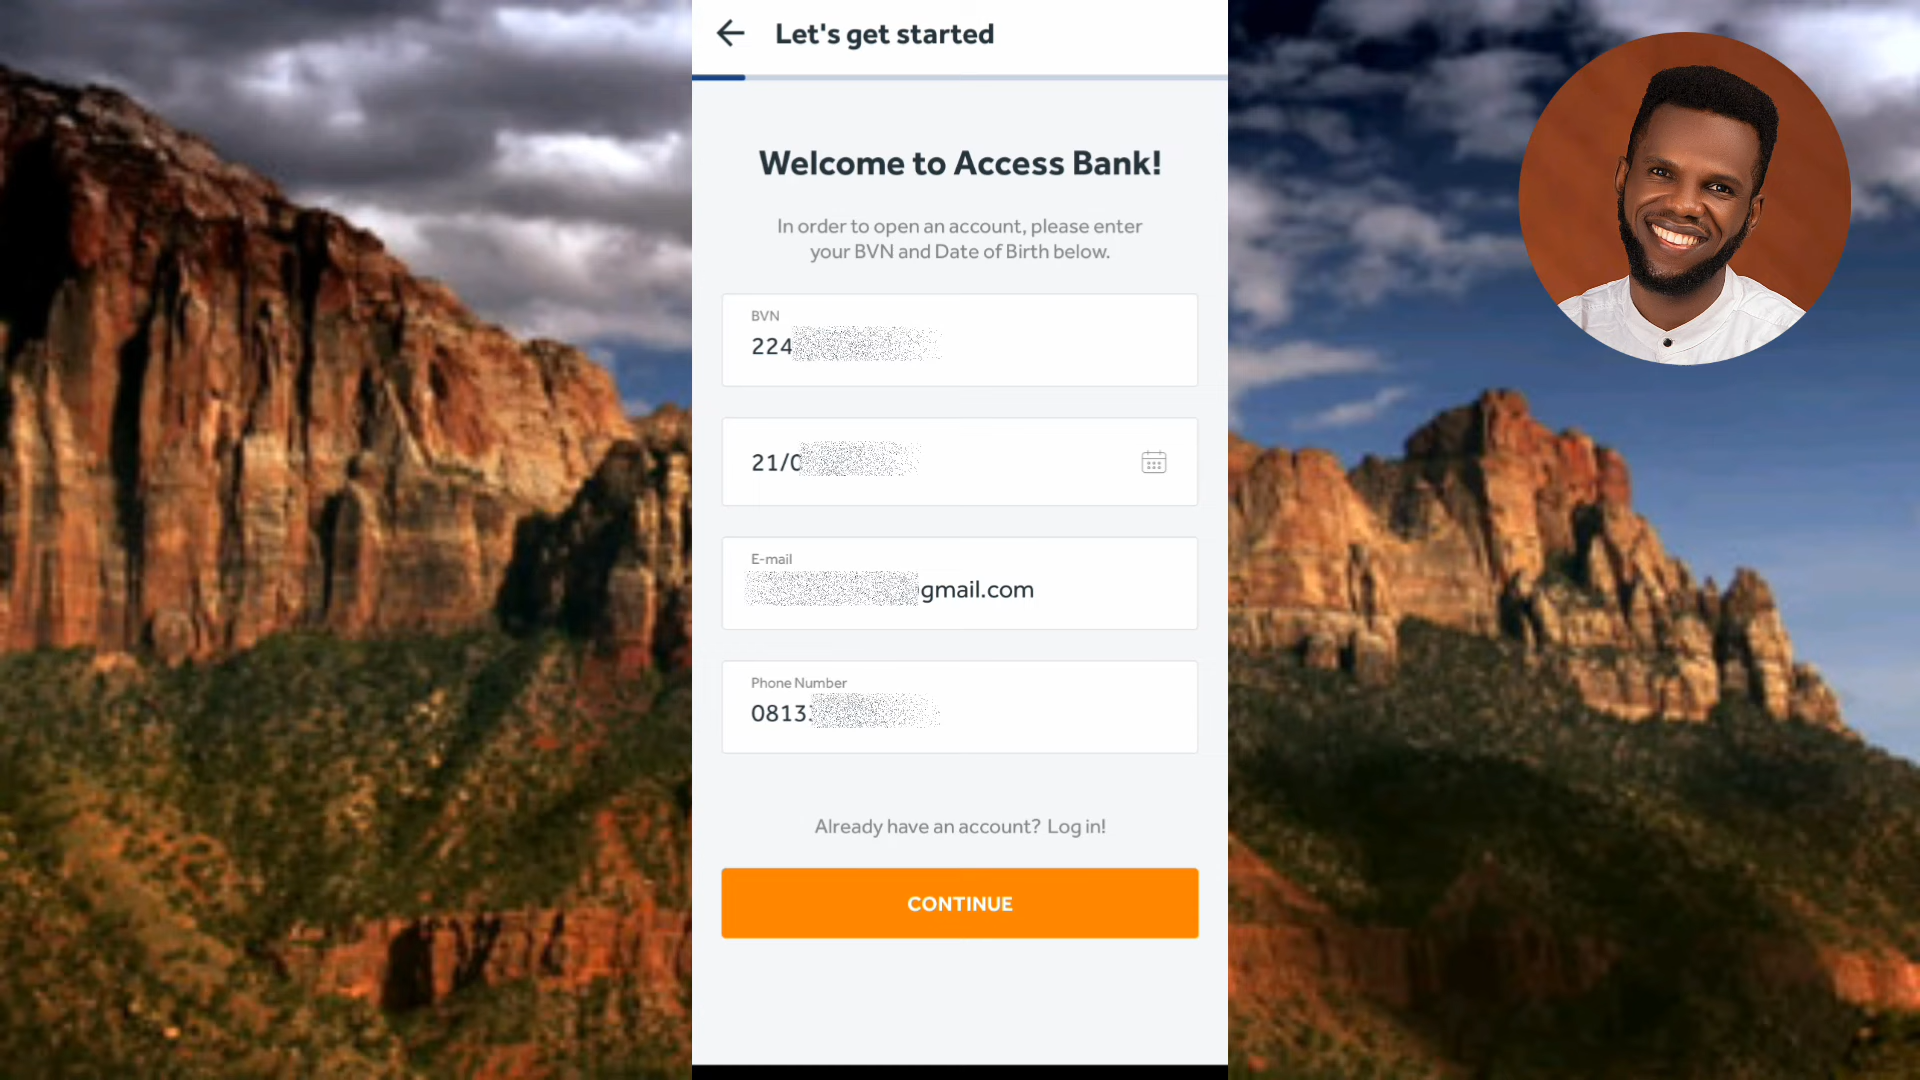 Let's get started
Welcome to Access Bank!
In order to open an account, please enter
your BVN and Date of Birth below.
BVN
224
21/0
E-mail
gmail.com
Phone Number
0813
Already have an account? Log in!
CONTINUE